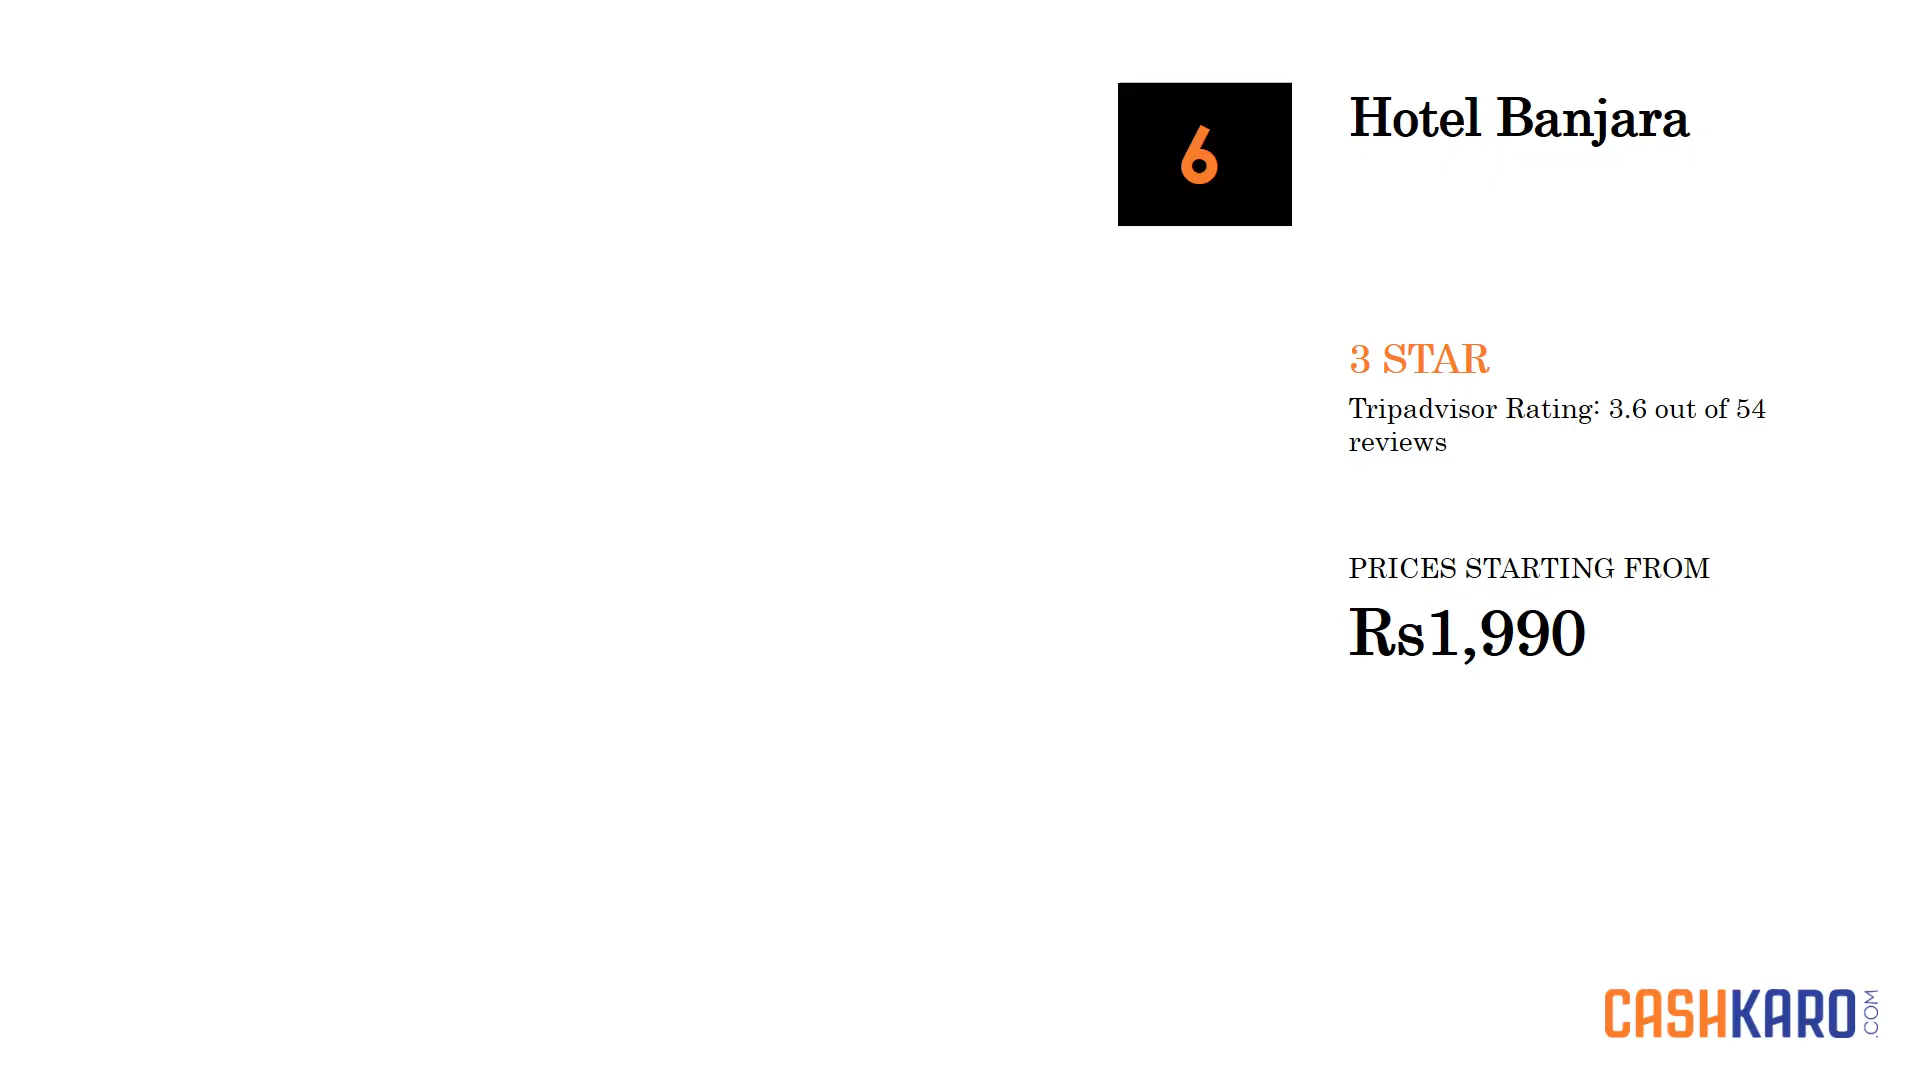 6
Hotel Banjara
3 STAR
Tripadvisor Rating: 3.6 out of 54
reviews
PRICES STARTING FROM
Rs1,990
CASHKARO.COM